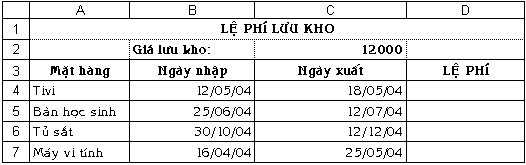 A B C D
1 LỆ PHÍ LƯU KHO
2 Giá lưu kho: 12000
3 Mặt hàng Ngày nhập Ngày xuất LỆ PHÍ
4 Tivi 12/05/04 18/05/04
5 Bàn học sinh 25/06/04 12/07/04
6 Tủ sắt 30/10/04 12/12/04
7 Máy vi tính 16/04/04 25/05/04